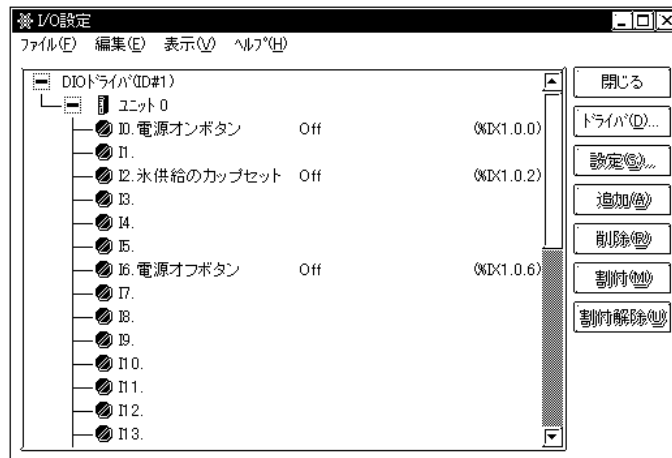 I/O設定
ファイル(F) 編集(E) 表示(V) ヘルプ(H)
DIOドライバ(ID#1)
ユニット 0
I0.電源オンボタン Off (%IX1.0.0)
I1.
I2.氷供給のカップセット Off (%IX1.0.2)
I3.
I4.
I5.
I6.電源オフボタン Off (%IX1.0.6)
I7.
I8.
I9.
I10.
I11.
I12.
I13.
閉じる
ドライバ(D)...
設定(S)...
追加(A)
削除(R)
割付(M)
割付解除(U)